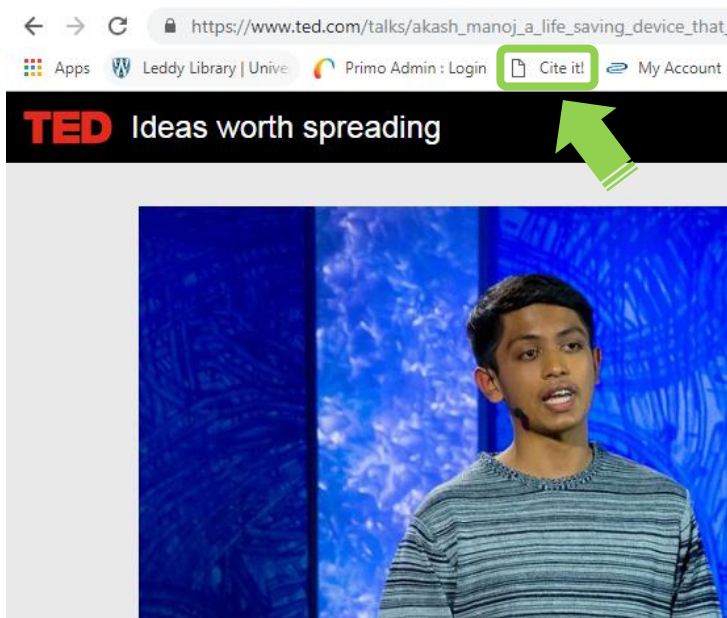 https://www.ted.com/talks/akash_manoj_a_life_saving_device_that_
Apps Leddy Library | Unive Primo Admin : Login Cite it! My Account
TED Ideas worth spreading